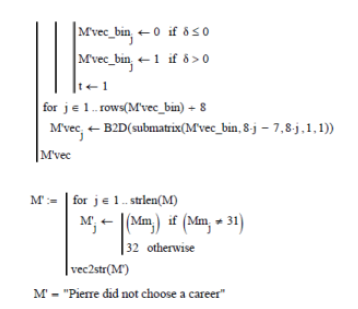 M'vec_bin_j ← 0 if δ ≤ 0
M'vec_bin_j ← 1 if δ > 0
t ← 1
for j ∈ 1 .. rows(M'vec_bin) ÷ 8
M'vec_j ← B2D(submatrix(M'vec_bin, 8·j − 7, 8·j, 1, 1))
M'vec
M' := for j ∈ 1 .. strlen(M)
M'_j ← (Mm_j) if (Mm_j ≠ 31)
32 otherwise
vec2str(M')
M' = "Pierre did not choose a career"